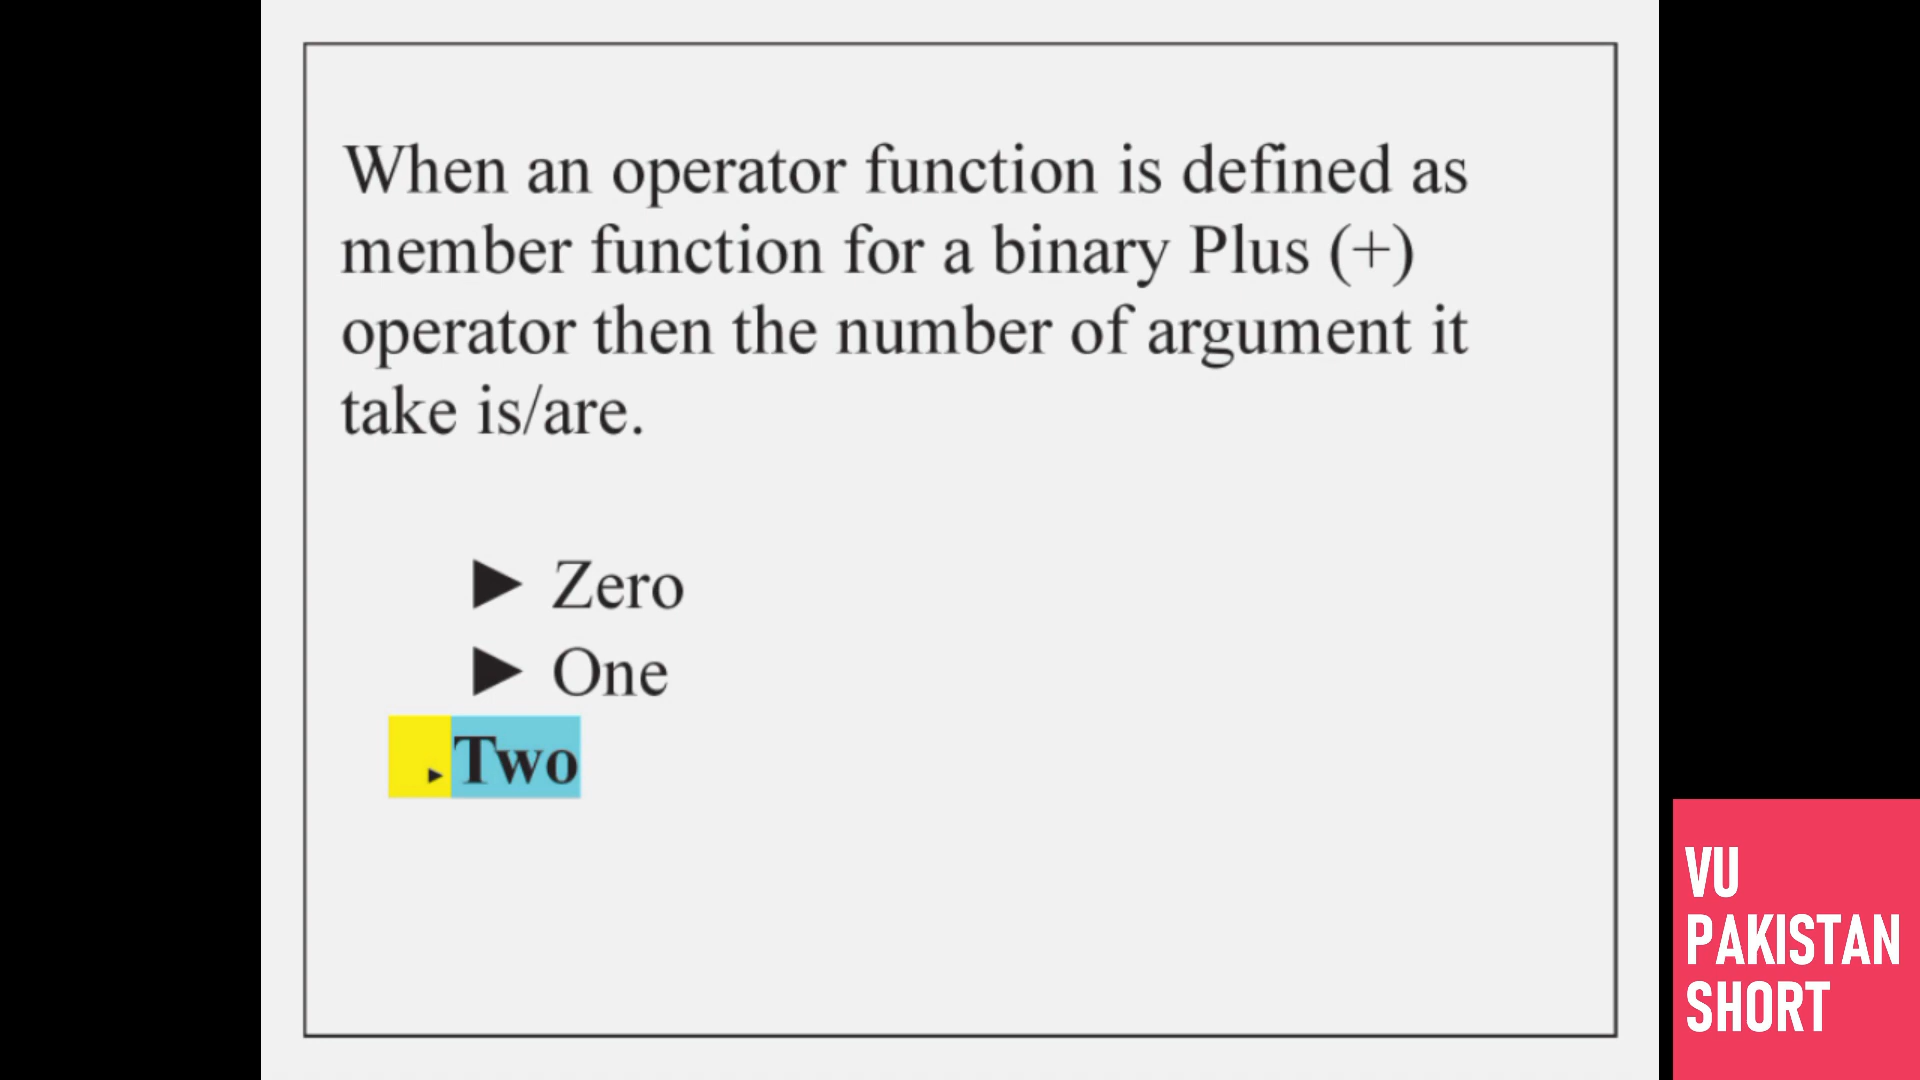 When an operator function is defined as
member function for a binary Plus (+)
operator then the number of argument it
take is/are.
► Zero
► One
► Two
VU
PAKISTAN
SHORT